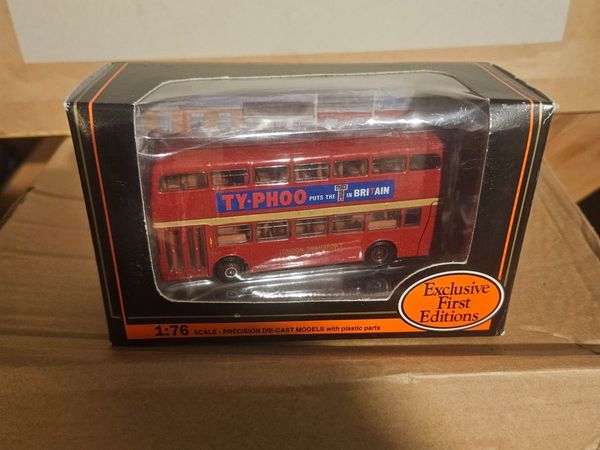 TY-PHOO PUTS THE T IN BRITAIN
LONDON TRANSPORT
Exclusive
First
Editions
1:76 SCALE - PRECISION DIE-CAST MODELS with plastic parts